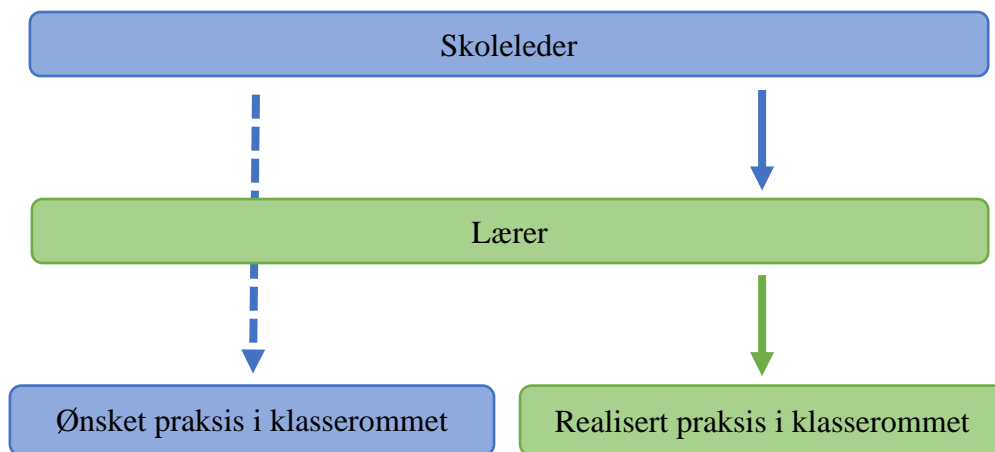 Skoleleder
Lærer
Ønsket praksis i klasserommet
Realisert praksis i klasserommet